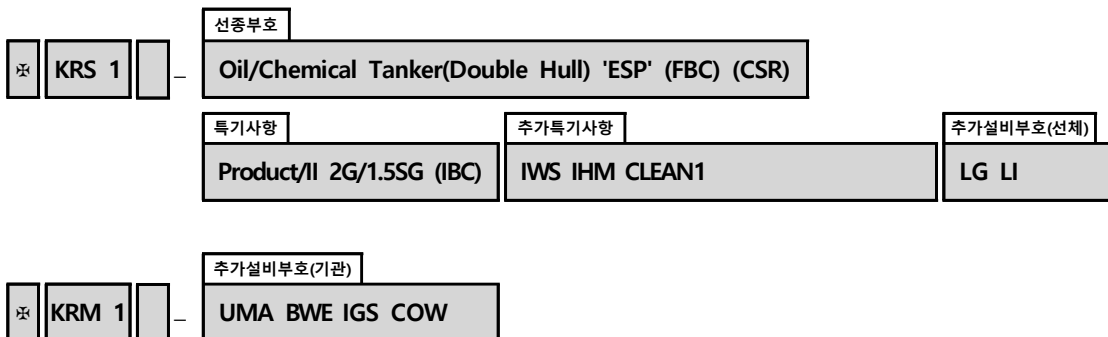 선종부호
✠ KRS 1 _ Oil/Chemical Tanker(Double Hull) 'ESP' (FBC) (CSR)
특기사항 추가특기사항 추가설비부호(선체)
Product/II 2G/1.5SG (IBC) IWS IHM CLEAN1 LG LI
추가설비부호(기관)
✠ KRM 1 _ UMA BWE IGS COW